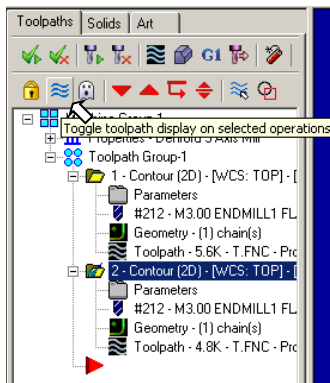 Toolpaths Solids Art
G1
Group-1
Toggle toolpath display on selected operations
Properties - Denford 3 Axis Mill
Toolpath Group-1
1 - Contour (2D) - [WCS: TOP] - [
Parameters
#212 - M3.00 ENDMILL1 FL
Geometry - (1) chain(s)
Toolpath - 5.6K - T.FNC - Pro
2 - Contour (2D) - [WCS: TOP] - [
Parameters
#212 - M3.00 ENDMILL1 FL
Geometry - (1) chain(s)
Toolpath - 4.8K - T.FNC - Pro